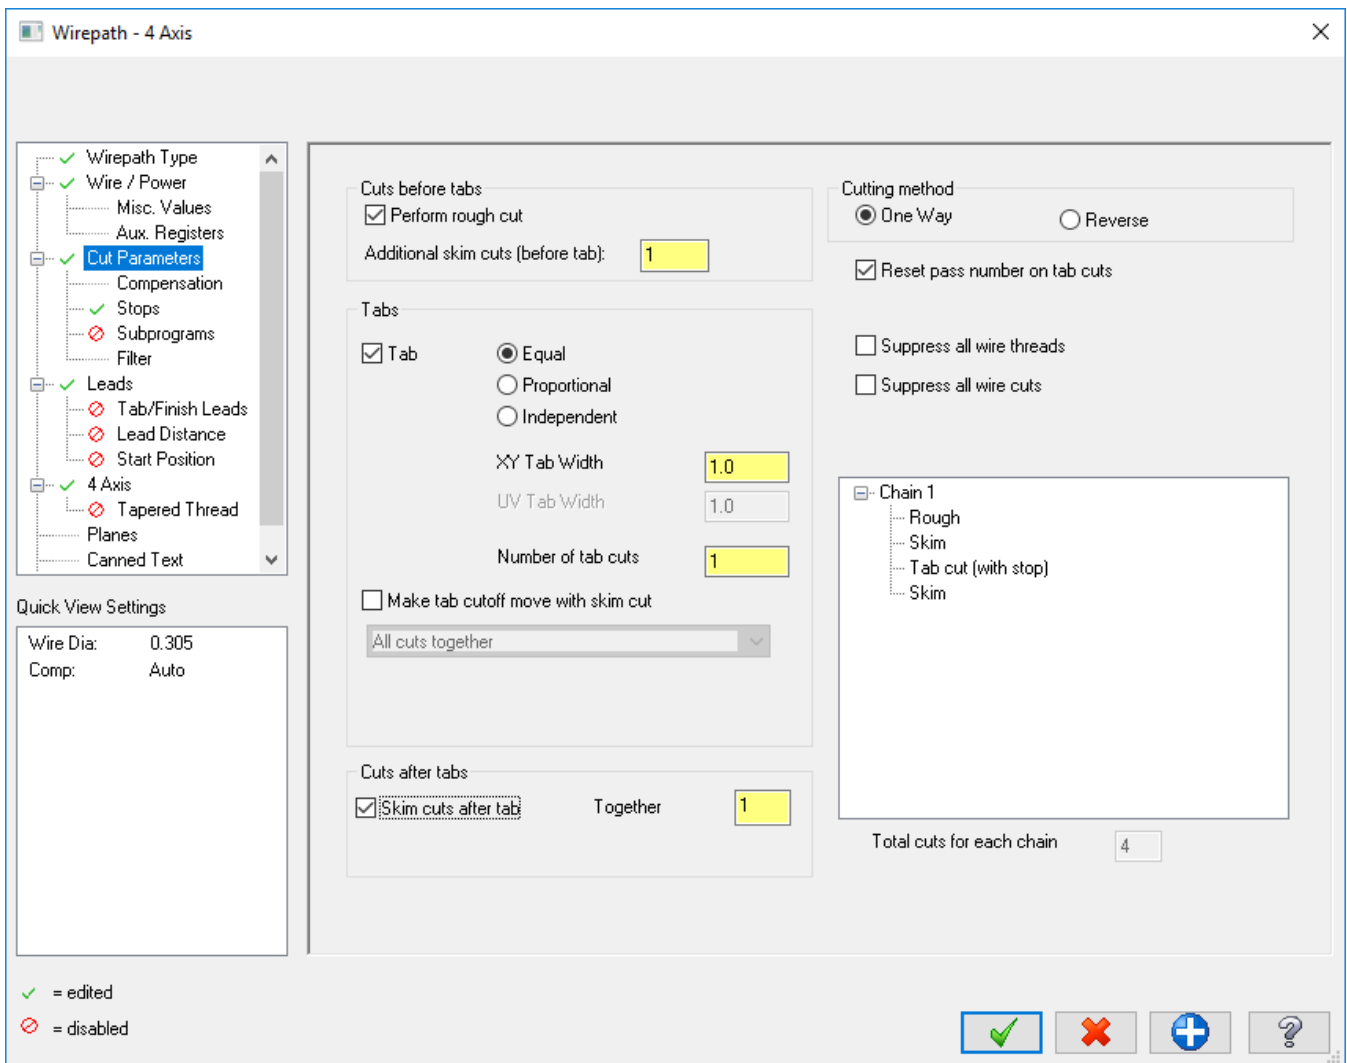 Wirepath - 4 Axis
Wirepath Type
Wire / Power
Misc. Values
Aux. Registers
Cut Parameters
Compensation
Stops
Subprograms
Filter
Leads
Tab/Finish Leads
Lead Distance
Start Position
4 Axis
Tapered Thread
Planes
Canned Text
Quick View Settings
Wire Dia: 0.305
Comp: Auto
= edited
= disabled
Cuts before tabs
Perform rough cut
Additional skim cuts (before tab): 1
Tabs
Tab
Equal
Proportional
Independent
XY Tab Width 1.0
UV Tab Width 1.0
Number of tab cuts 1
Make tab cutoff move with skim cut
All cuts together
Cuts after tabs
Skim cuts after tab Together 1
Cutting method
One Way Reverse
Reset pass number on tab cuts
Suppress all wire threads
Suppress all wire cuts
Chain 1
Rough
Skim
Tab cut (with stop)
Skim
Total cuts for each chain 4